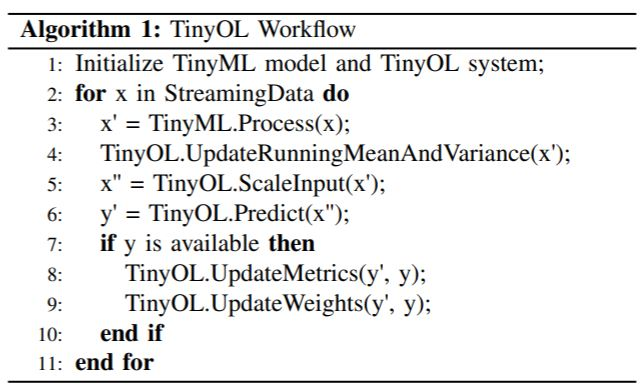 Algorithm 1: TinyOL Workflow
1: Initialize TinyML model and TinyOL system;
2: for x in StreamingData do
3: x' = TinyML.Process(x);
4: TinyOL.UpdateRunningMeanAndVariance(x');
5: x" = TinyOL.ScaleInput(x');
6: y' = TinyOL.Predict(x");
7: if y is available then
8: TinyOL.UpdateMetrics(y', y);
9: TinyOL.UpdateWeights(y', y);
10: end if
11: end for